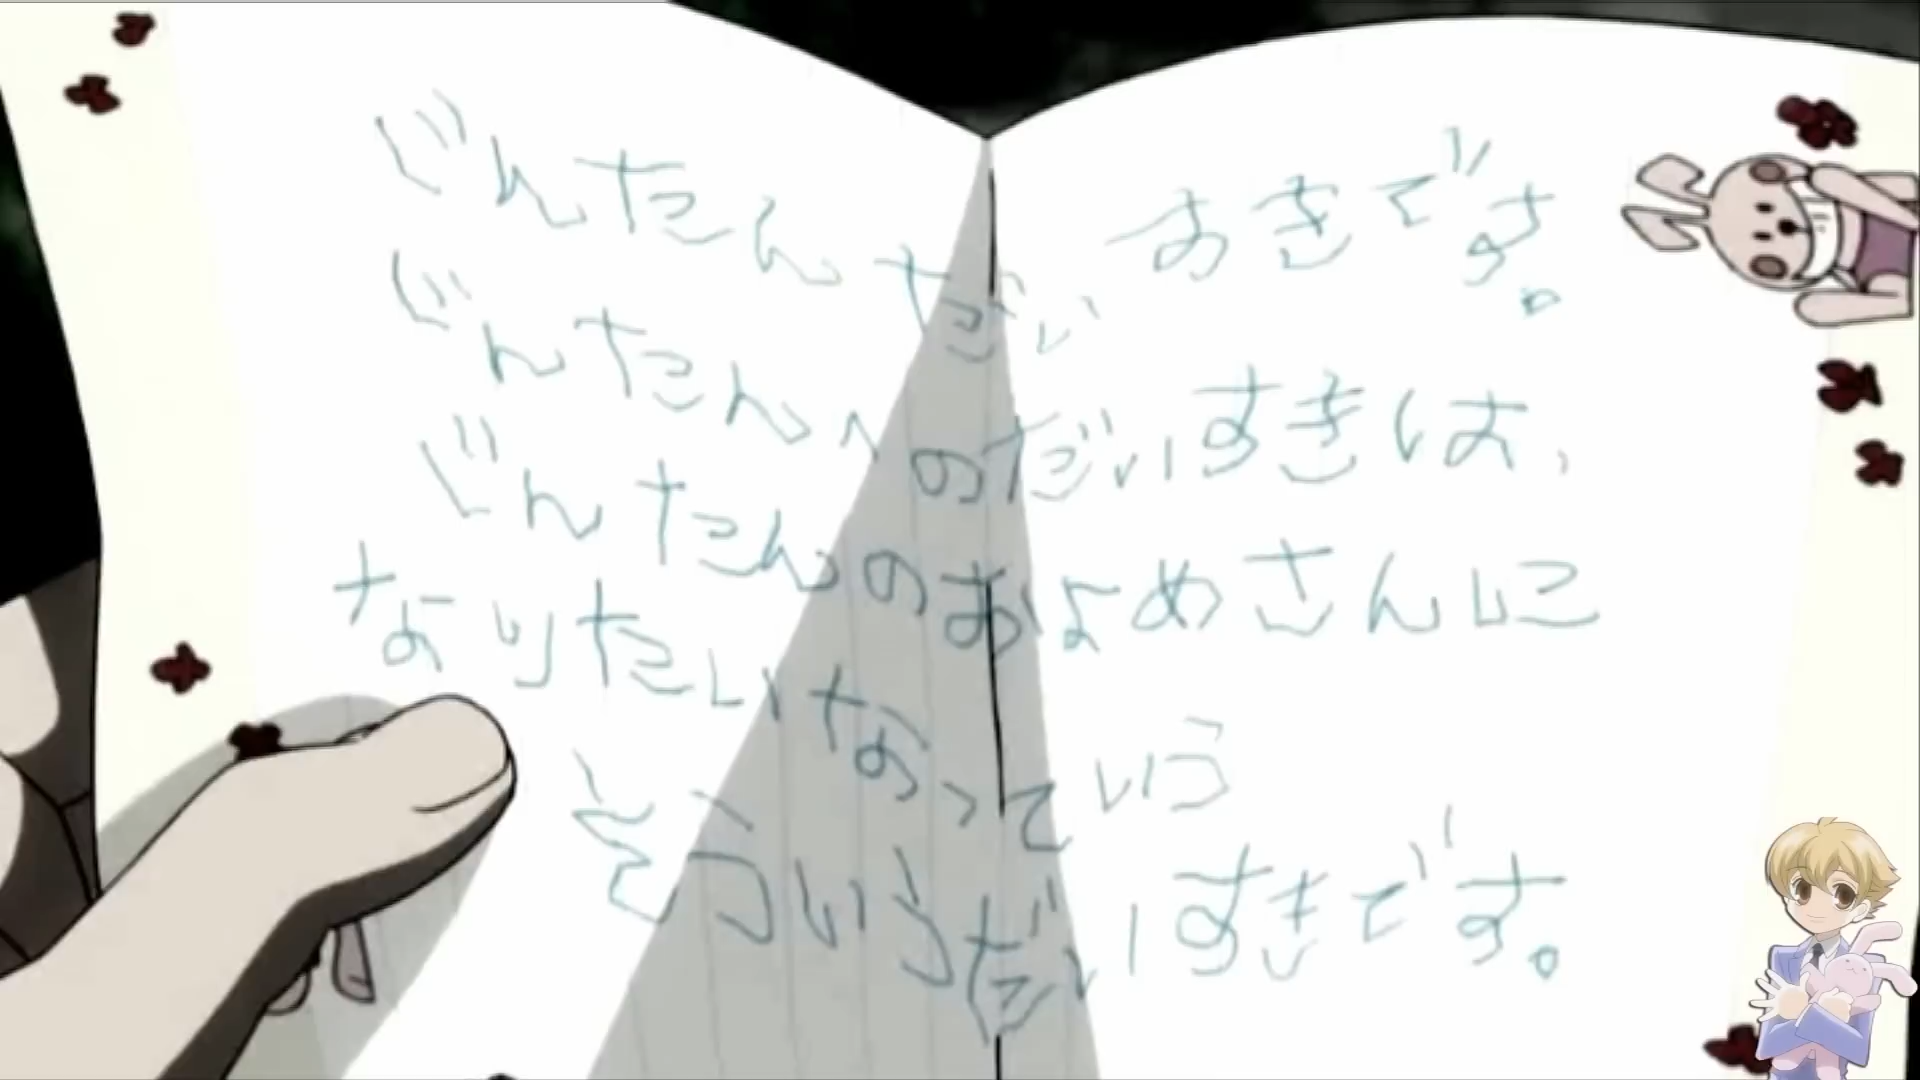 じんたん だいすきです。
じんたんへのだいすきは、
じんたんのおよめさんに
なりたいなっていう
そういうだいすきです。